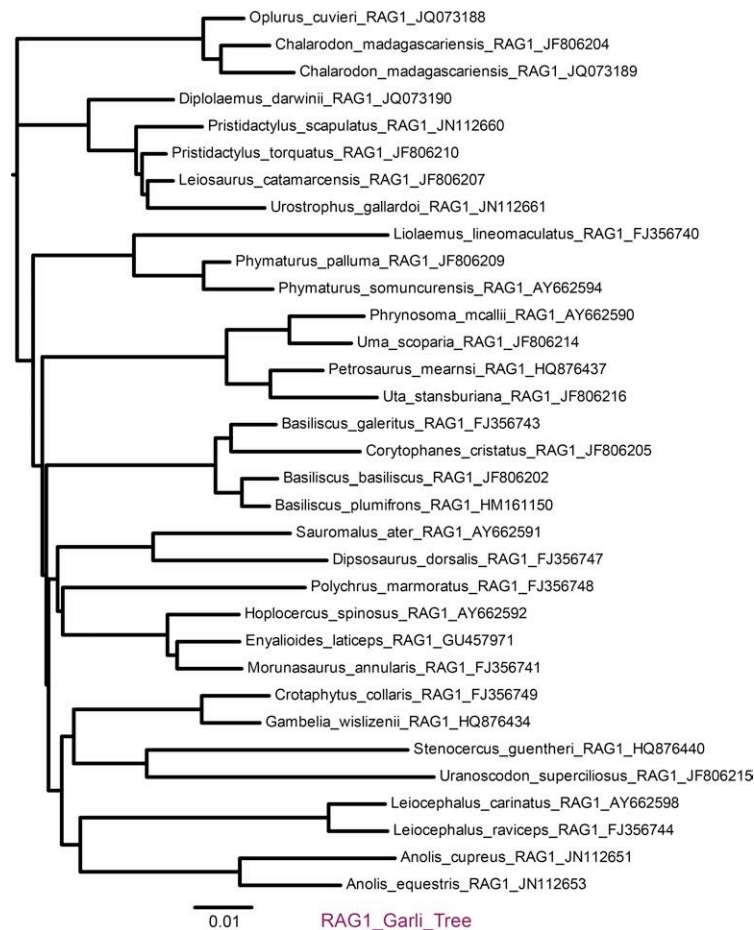 Oplurus_cuvieri_RAG1_JQ073188
Chalarodon_madagascariensis_RAG1_JF806204
Chalarodon_madagascariensis_RAG1_JQ073189
Diplolaemus_darwinii_RAG1_JQ073190
Pristidactylus_scapulatus_RAG1_JN112660
Pristidactylus_torquatus_RAG1_JF806210
Leiosaurus_catamarcensis_RAG1_JF806207
Urostrophus_gallardoi_RAG1_JN112661
Liolaemus_lineomaculatus_RAG1_FJ356740
Phymaturus_palluma_RAG1_JF806209
Phymaturus_somuncurensis_RAG1_AY662594
Phrynosoma_mcallii_RAG1_AY662590
Uma_scoparia_RAG1_JF806214
Petrosaurus_mearnsi_RAG1_HQ876437
Uta_stansburiana_RAG1_JF806216
Basiliscus_galeritus_RAG1_FJ356743
Corytophanes_cristatus_RAG1_JF806205
Basiliscus_basiliscus_RAG1_JF806202
Basiliscus_plumifrons_RAG1_HM161150
Sauromalus_ater_RAG1_AY662591
Dipsosaurus_dorsalis_RAG1_FJ356747
Polychrus_marmoratus_RAG1_FJ356748
Hoplocercus_spinosus_RAG1_AY662592
Enyalioides_laticeps_RAG1_GU457971
Morunasaurus_annularis_RAG1_FJ356741
Crotaphytus_collaris_RAG1_FJ356749
Gambelia_wislizenii_RAG1_HQ876434
Stenocercus_guentheri_RAG1_HQ876440
Uranoscodon_superciliosus_RAG1_JF806215
Leiocephalus_carinatus_RAG1_AY662598
Leiocephalus_raviceps_RAG1_FJ356744
Anolis_cupreus_RAG1_JN112651
Anolis_equestris_RAG1_JN112653
0.01
RAG1_Garli_Tree